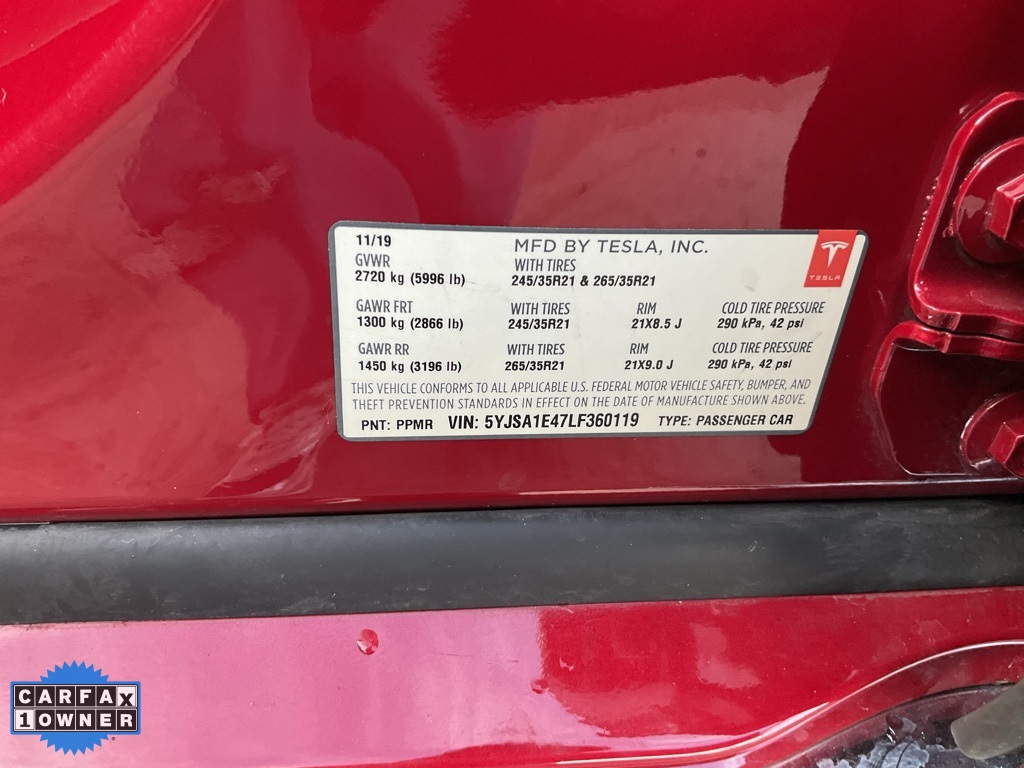 11/19 MFD BY TESLA, INC.
GVWR WITH TIRES
2720 kg (5996 lb) 245/35R21 & 265/35R21
TESLA
GAWR FRT WITH TIRES RIM COLD TIRE PRESSURE
1300 kg (2866 lb) 245/35R21 21X8.5 J 290 kPa, 42 psi
GAWR RR WITH TIRES RIM COLD TIRE PRESSURE
1450 kg (3196 lb) 265/35R21 21X9.0 J 290 kPa, 42 psi
THIS VEHICLE CONFORMS TO ALL APPLICABLE U.S. FEDERAL MOTOR VEHICLE SAFETY, BUMPER, AND
THEFT PREVENTION STANDARDS IN EFFECT ON THE DATE OF MANUFACTURE SHOWN ABOVE.
PNT: PPMR VIN: 5YJSA1E47LF360119 TYPE: PASSENGER CAR
CARFAX
1 OWNER